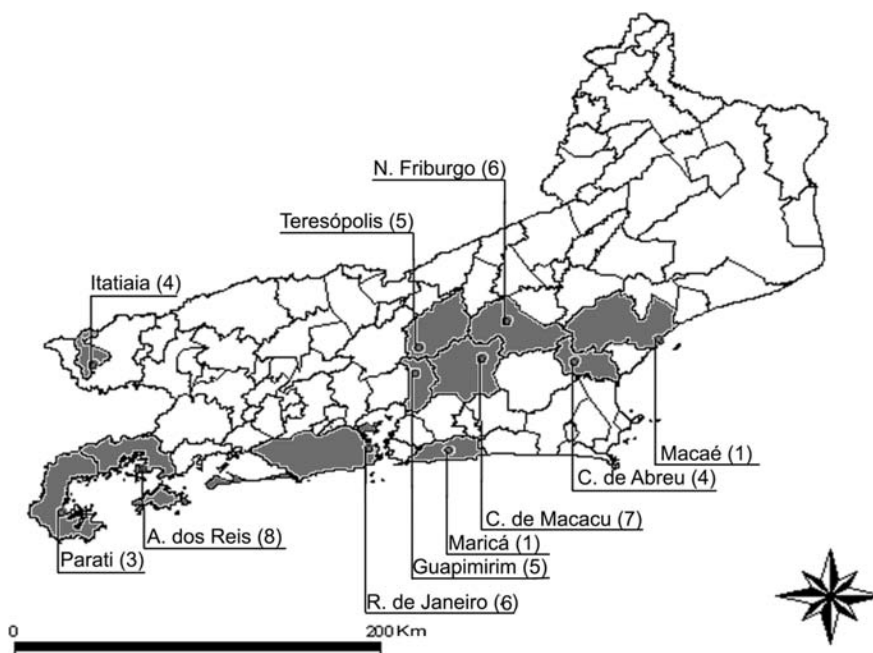 N. Friburgo (6)
Teresópolis (5)
Itatiaia (4)
Macaé (1)
C. de Abreu (4)
C. de Macacu (7)
A. dos Reis (8)
Maricá (1)
Parati (3)
Guapimirim (5)
R. de Janeiro (6)
0 200 Km